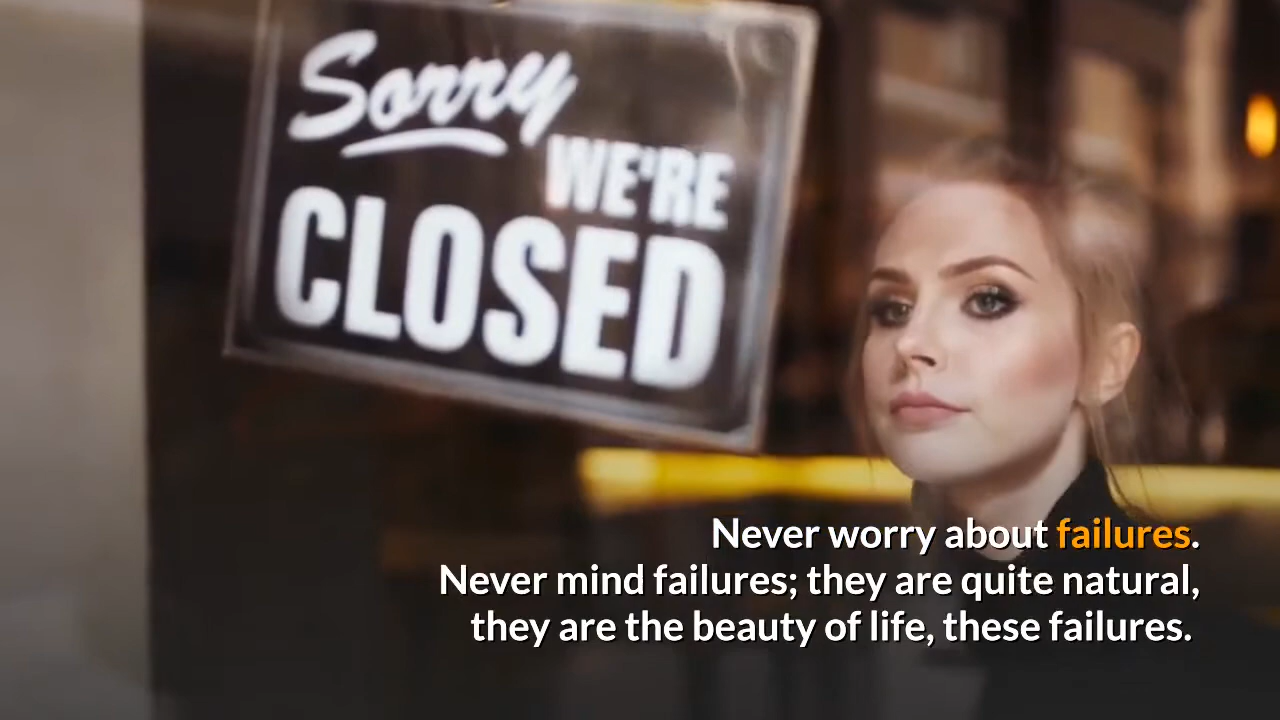 Sorry
WE'RE
CLOSED
Never worry about failures.
Never mind failures; they are quite natural,
they are the beauty of life, these failures.